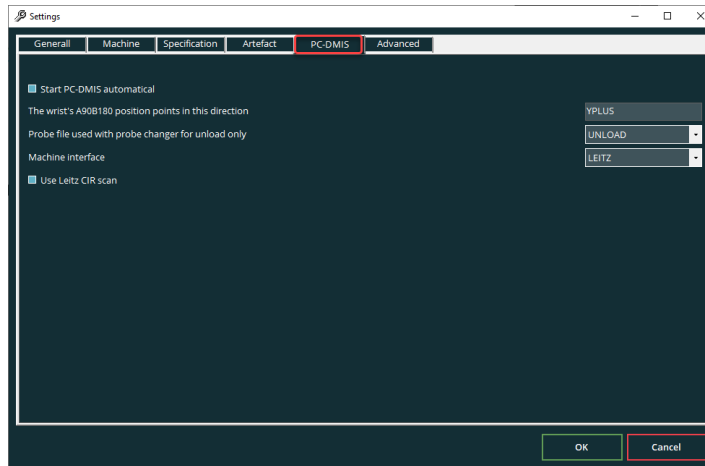 Settings
Generall Machine Specification Artefact PC-DMIS Advanced
Start PC-DMIS automatical
The wrist's A90B180 position points in this direction YPLUS
Probe file used with probe changer for unload only UNLOAD
Machine interface LEITZ
Use Leitz CIR scan
OK Cancel